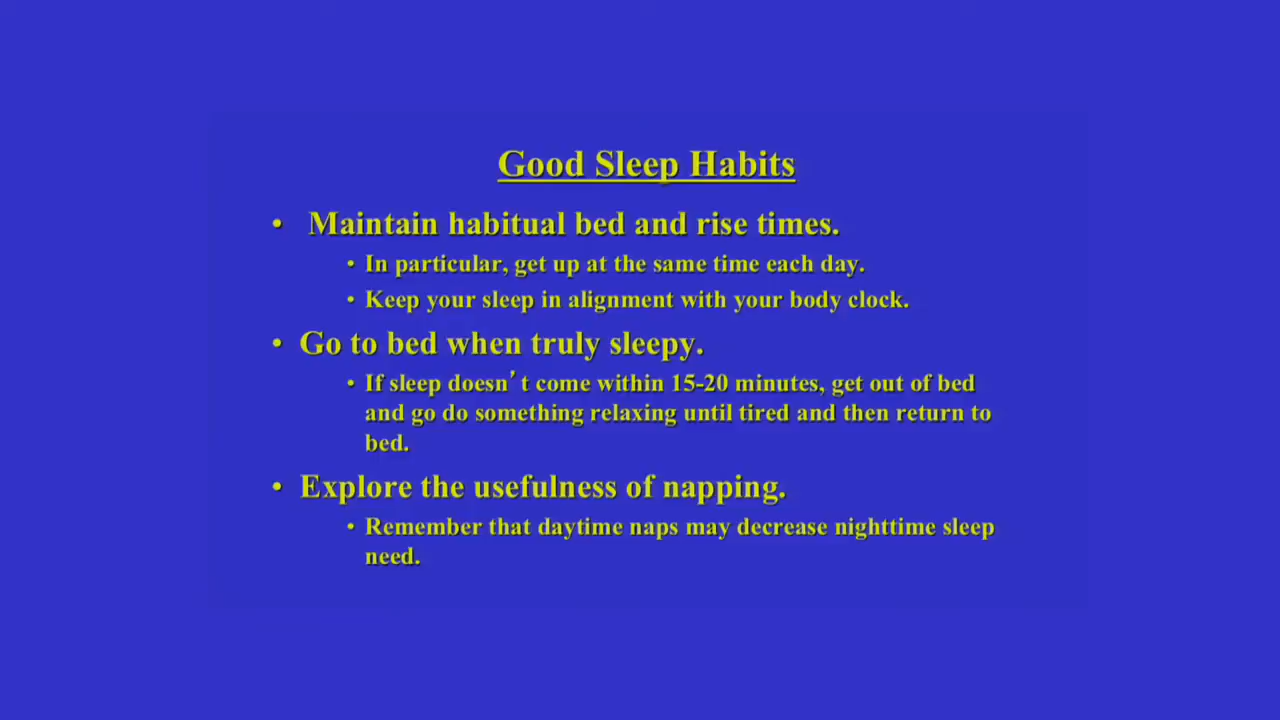 Good Sleep Habits
• Maintain habitual bed and rise times.
• In particular, get up at the same time each day.
• Keep your sleep in alignment with your body clock.
• Go to bed when truly sleepy.
• If sleep doesn’t come within 15-20 minutes, get out of bed
and go do something relaxing until tired and then return to
bed.
• Explore the usefulness of napping.
• Remember that daytime naps may decrease nighttime sleep
need.